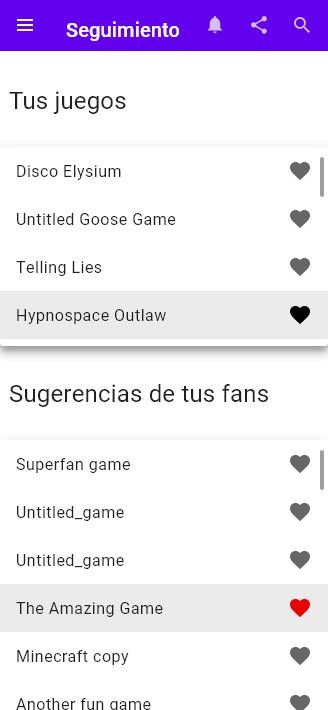 Seguimiento
Tus juegos
Disco Elysium
Untitled Goose Game
Telling Lies
Hypnospace Outlaw
Sugerencias de tus fans
Superfan game
Untitled_game
Untitled_game
The Amazing Game
Minecraft copy
Another fun game